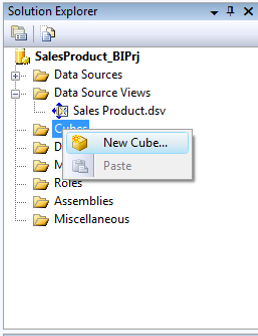 Solution Explorer
SalesProduct_BIPrj
Data Sources
Data Source Views
Sales Product.dsv
Cubes
New Cube...
Paste
Roles
Assemblies
Miscellaneous